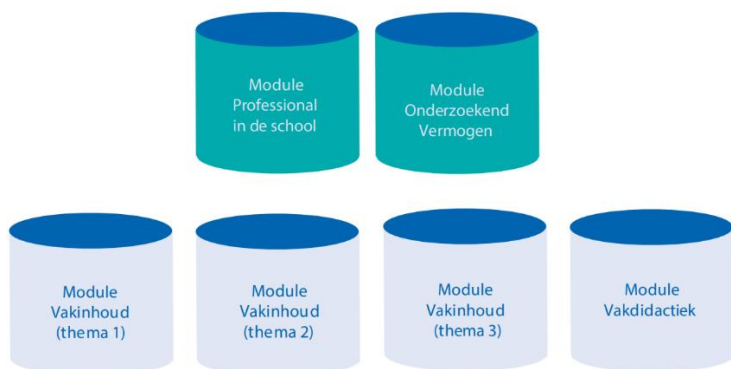 Module
Professional
in de school
Module
Onderzoekend
Vermogen
Module
Vakinhoud
(thema 1)
Module
Vakinhoud
(thema 2)
Module
Vakinhoud
(thema 3)
Module
Vakdidactiek